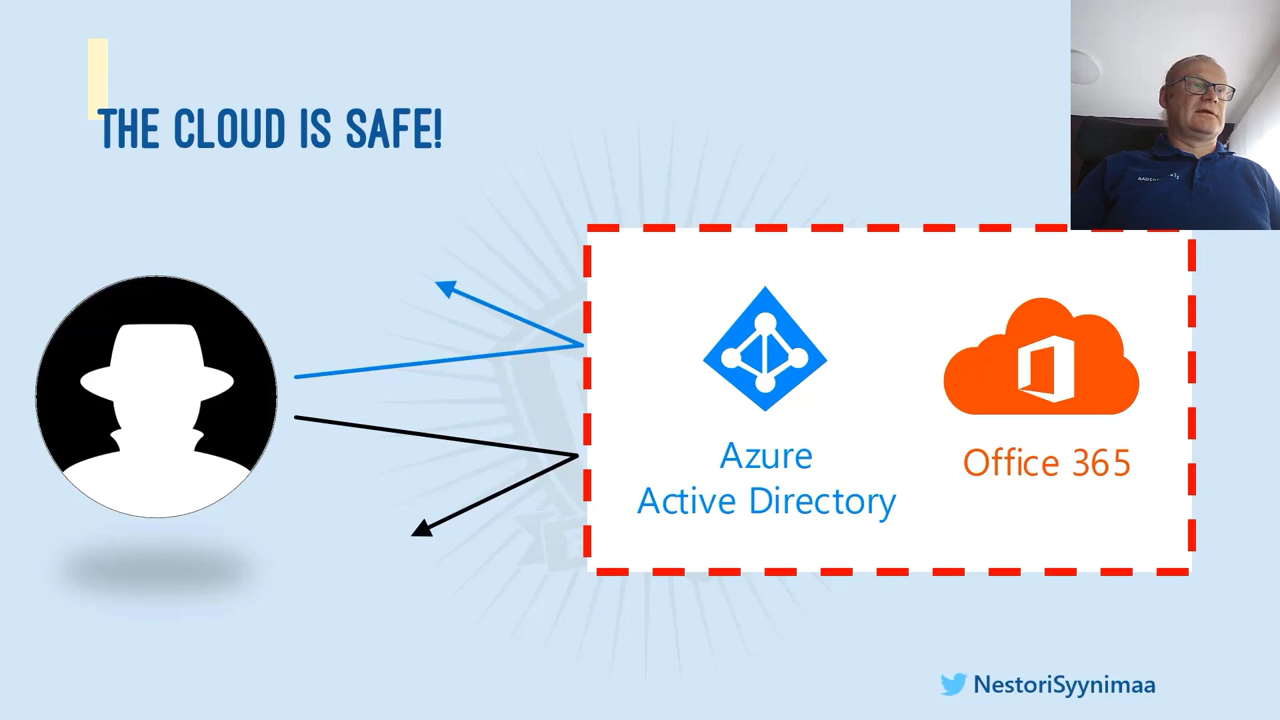 THE CLOUD IS SAFE!
Azure
Active Directory
Office 365
NestoriSyynimaa